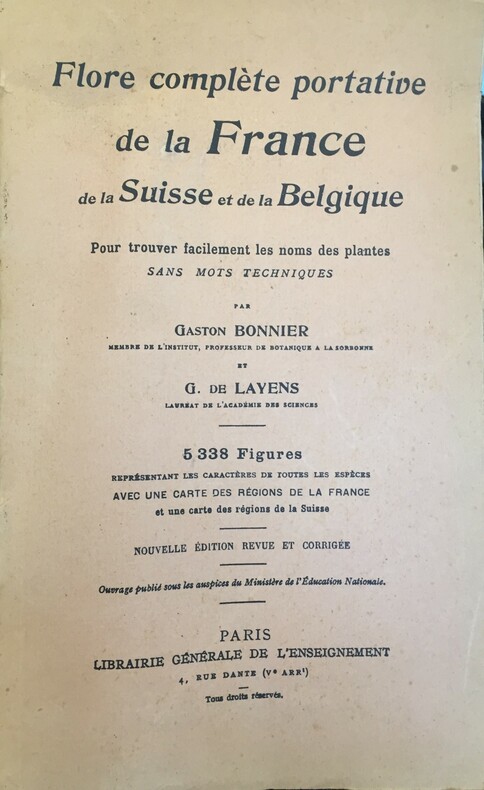 Flore complète portative
de la France
de la Suisse et de la Belgique
Pour trouver facilement les noms des plantes
SANS MOTS TECHNIQUES
PAR
GASTON BONNIER
MEMBRE DE L'INSTITUT, PROFESSEUR DE BOTANIQUE A LA SORBONNE
ET
G. DE LAYENS
LAURÉAT DE L'ACADÉMIE DES SCIENCES
5 338 Figures
REPRÉSENTANT LES CARACTÈRES DE TOUTES LES ESPÈCES
AVEC UNE CARTE DES RÉGIONS DE LA FRANCE
et une carte des régions de la Suisse
NOUVELLE ÉDITION REVUE ET CORRIGÉE
Ouvrage publié sous les auspices du Ministère de l'Éducation Nationale.
PARIS
LIBRAIRIE GÉNÉRALE DE L'ENSEIGNEMENT
4, RUE DANTE (Vᵉ ARRᵗ)
Tous droits réservés.